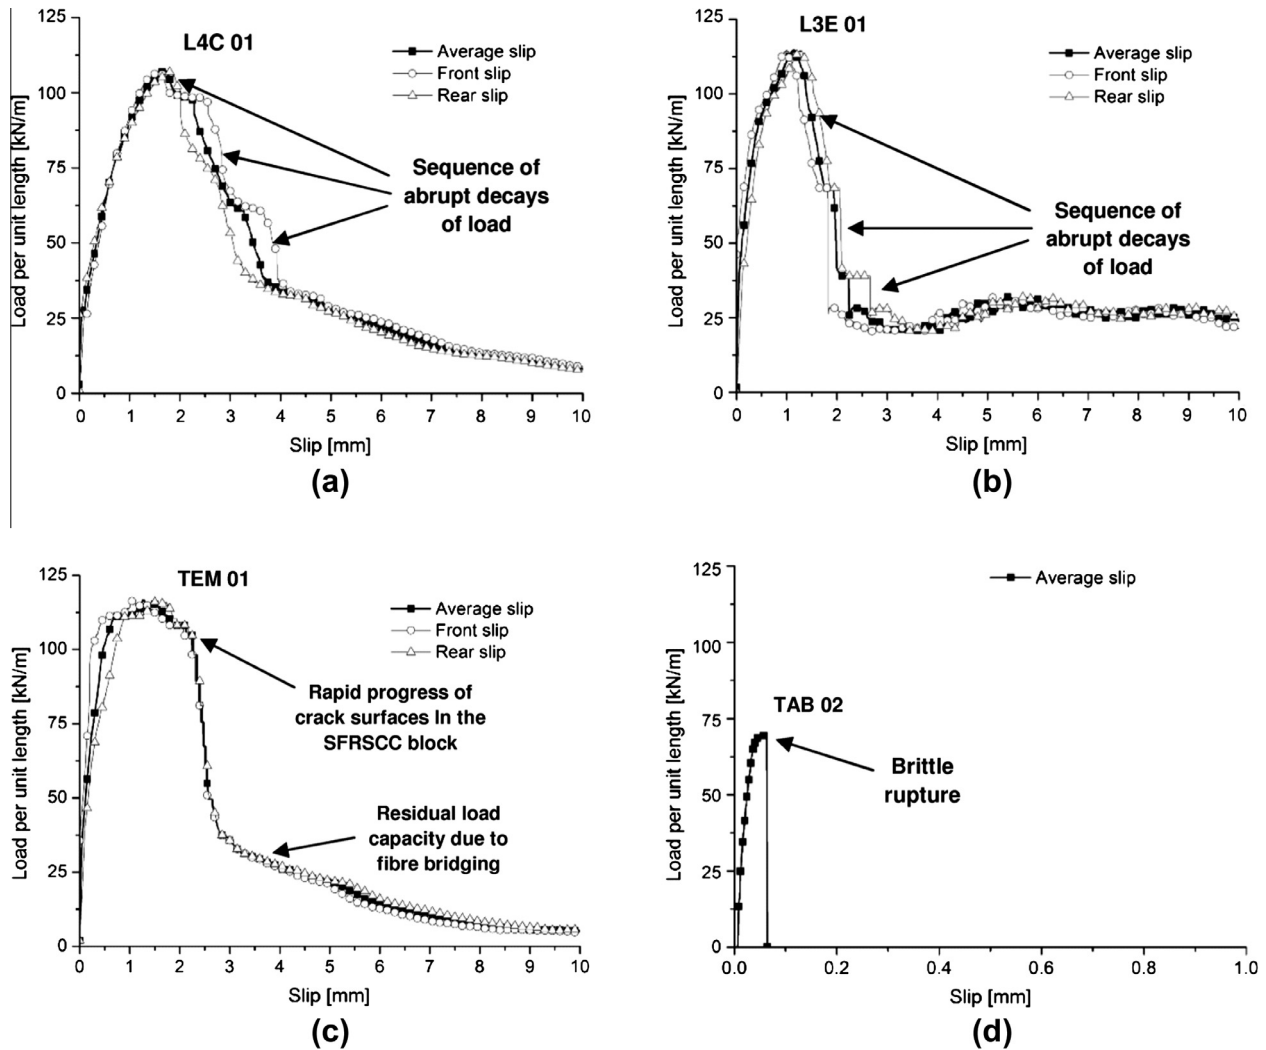 L4C 01
Average slip
Front slip
Rear slip
Sequence of
abrupt decays
of load
Load per unit length [kN/m]
125
100
75
50
25
0
0 1 2 3 4 5 6 7 8 9 10
Slip [mm]
(a)
L3E 01
Average slip
Front slip
Rear slip
Sequence of
abrupt decays
of load
Load per unit length [kN/m]
125
100
75
50
25
0
0 1 2 3 4 5 6 7 8 9 10
Slip [mm]
(b)
TEM 01
Average slip
Front slip
Rear slip
Rapid progress of
crack surfaces In the
SFRSCC block
Residual load
capacity due to
fibre bridging
Load per unit length [kN/m]
125
100
75
50
25
0
0 1 2 3 4 5 6 7 8 9 10
Slip [mm]
(c)
Average slip
TAB 02
Brittle
rupture
Load per unit length [kN/m]
125
100
75
50
25
0
0.0 0.2 0.4 0.6 0.8 1.0
Slip [mm]
(d)